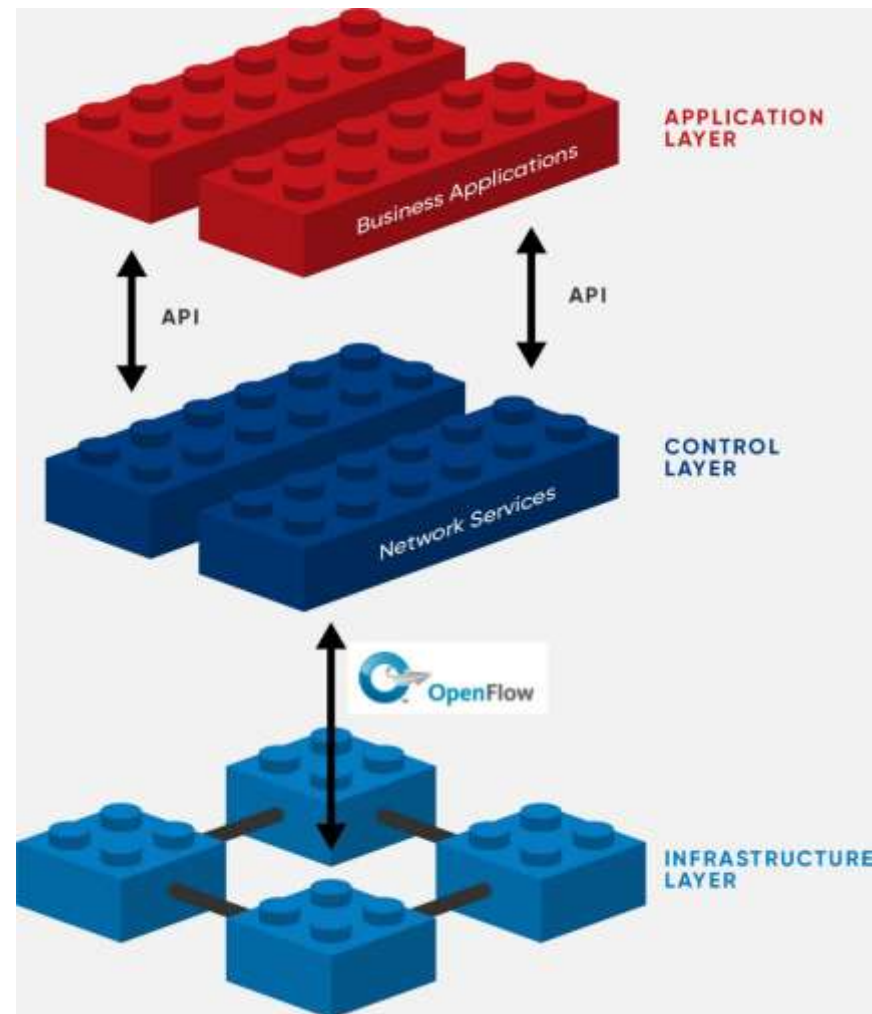 APPLICATION
LAYER
Business Applications
API
API
CONTROL
LAYER
Network Services
OpenFlow
INFRASTRUCTURE
LAYER